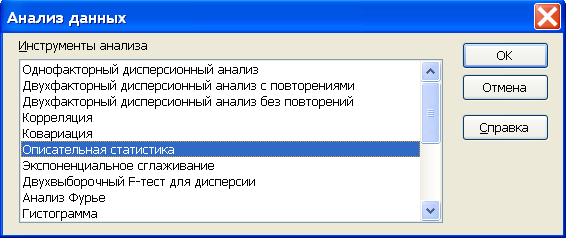 Анализ данных
Инструменты анализа
Однофакторный дисперсионный анализ
Двухфакторный дисперсионный анализ с повторениями
Двухфакторный дисперсионный анализ без повторений
Корреляция
Ковариация
Описательная статистика
Экспоненциальное сглаживание
Двухвыборочный F-тест для дисперсии
Анализ Фурье
Гистограмма
OK
Отмена
Справка